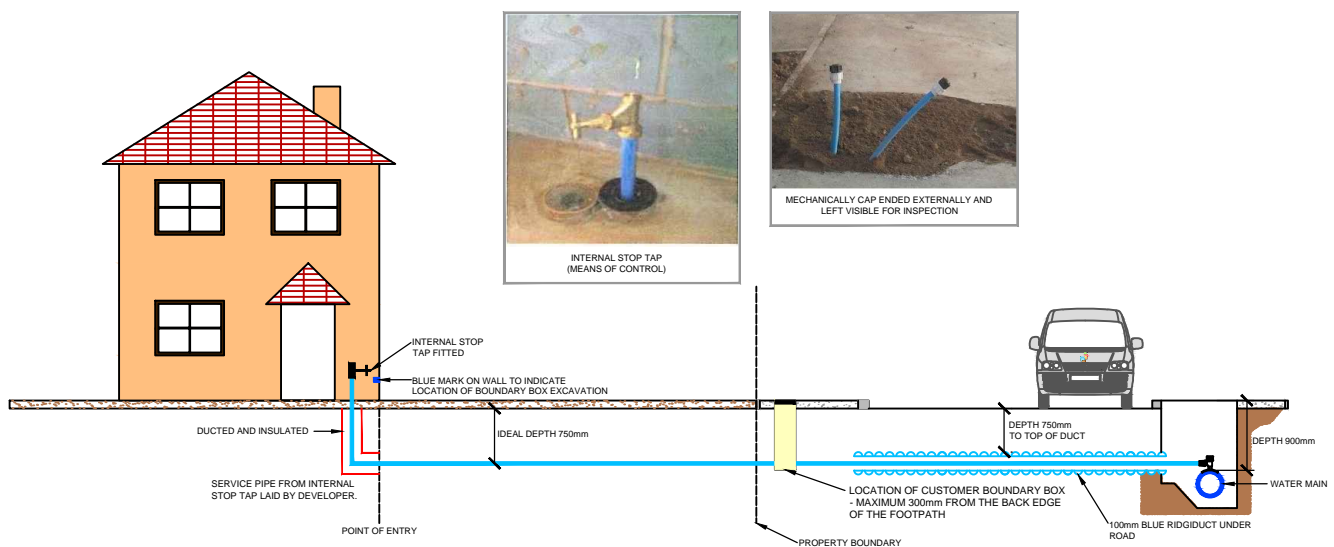 INTERNAL STOP TAP
(MEANS OF CONTROL)
MECHANICALLY CAP ENDED EXTERNALLY AND
LEFT VISIBLE FOR INSPECTION
INTERNAL STOP
TAP FITTED
BLUE MARK ON WALL TO INDICATE
LOCATION OF BOUNDARY BOX EXCAVATION
DUCTED AND INSULATED
IDEAL DEPTH 750mm
DEPTH 750mm
TO TOP OF DUCT
DEPTH 900mm
SERVICE PIPE FROM INTERNAL
STOP TAP LAID BY DEVELOPER.
LOCATION OF CUSTOMER BOUNDARY BOX
- MAXIMUM 300mm FROM THE BACK EDGE
OF THE FOOTPATH
WATER MAIN
100mm BLUE RIDGIDUCT UNDER
ROAD
POINT OF ENTRY
PROPERTY BOUNDARY